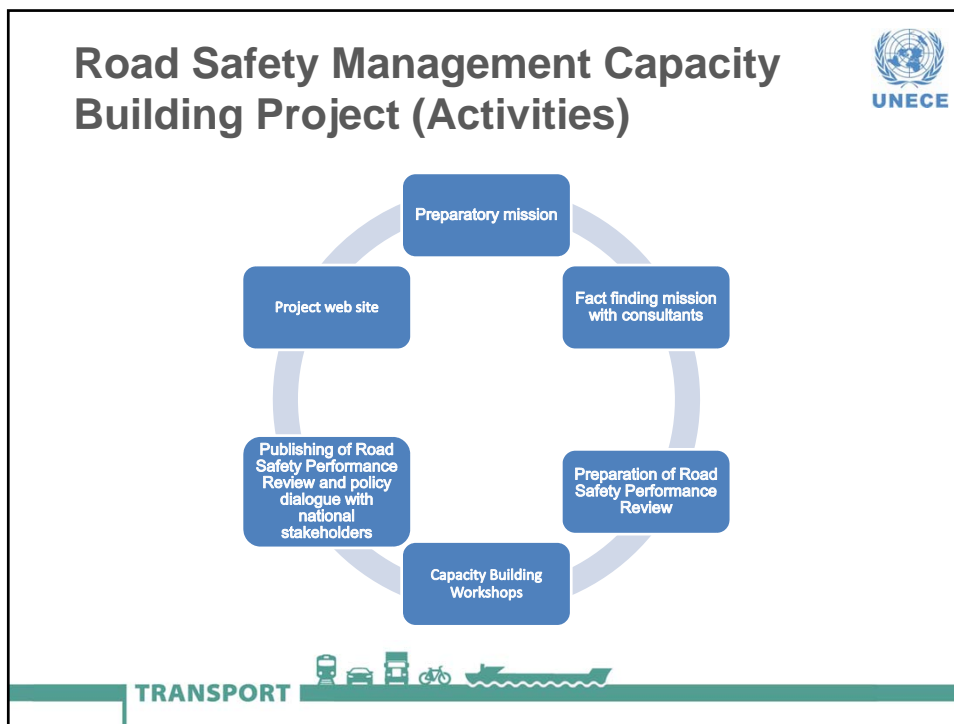 Road Safety Management Capacity
Building Project (Activities)
UNECE
Preparatory mission
Fact finding mission
with consultants
Preparation of Road
Safety Performance
Review
Capacity Building
Workshops
Publishing of Road
Safety Performance
Review and policy
dialogue with
national
stakeholders
Project web site
TRANSPORT